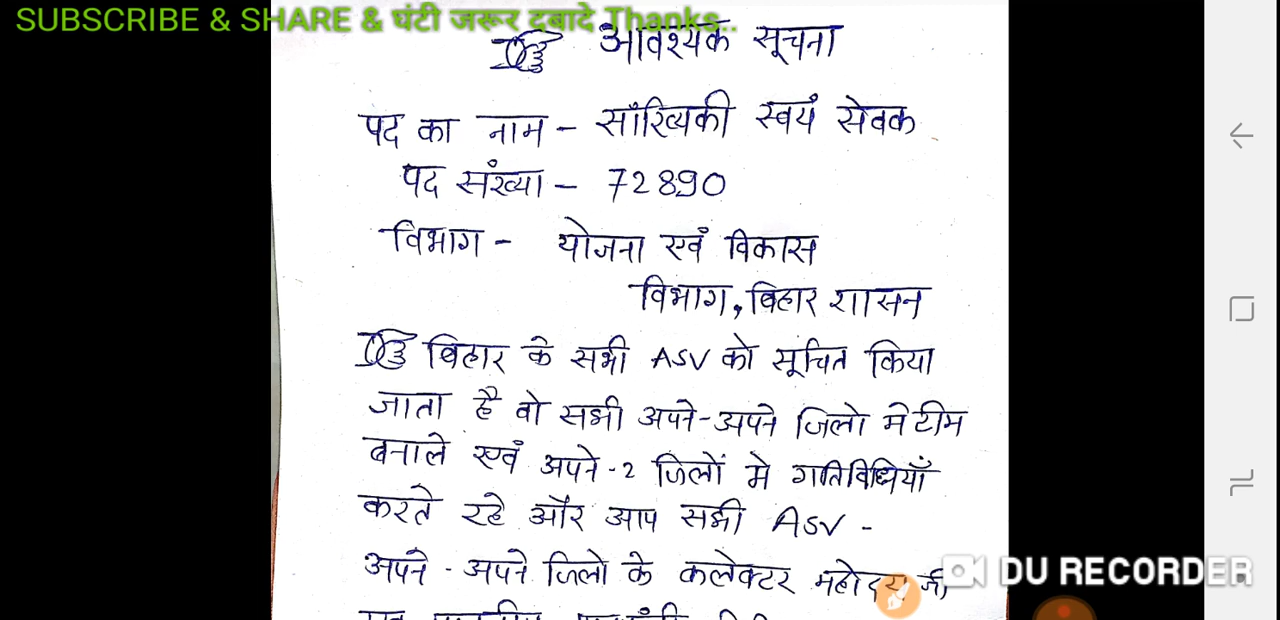 SUBSCRIBE & SHARE & घंटी जरूर दबादे Thanks..
आवश्यक सूचना
पद का नाम - सांख्यिकी स्वयं सेवक
पद संख्या - 72890
विभाग - योजना एवं विकास
विभाग, बिहार शासन
बिहार के सभी ASV को सूचित किया
जाता है वो सभी अपने-अपने जिलो मे टीम
बनाले एवं अपने-2 जिलों मे गतिविधियाँ
करते रहे और आप सभी ASV -
अपने - अपने जिलो के कलेक्टर महोदय जी
DU RECORDER